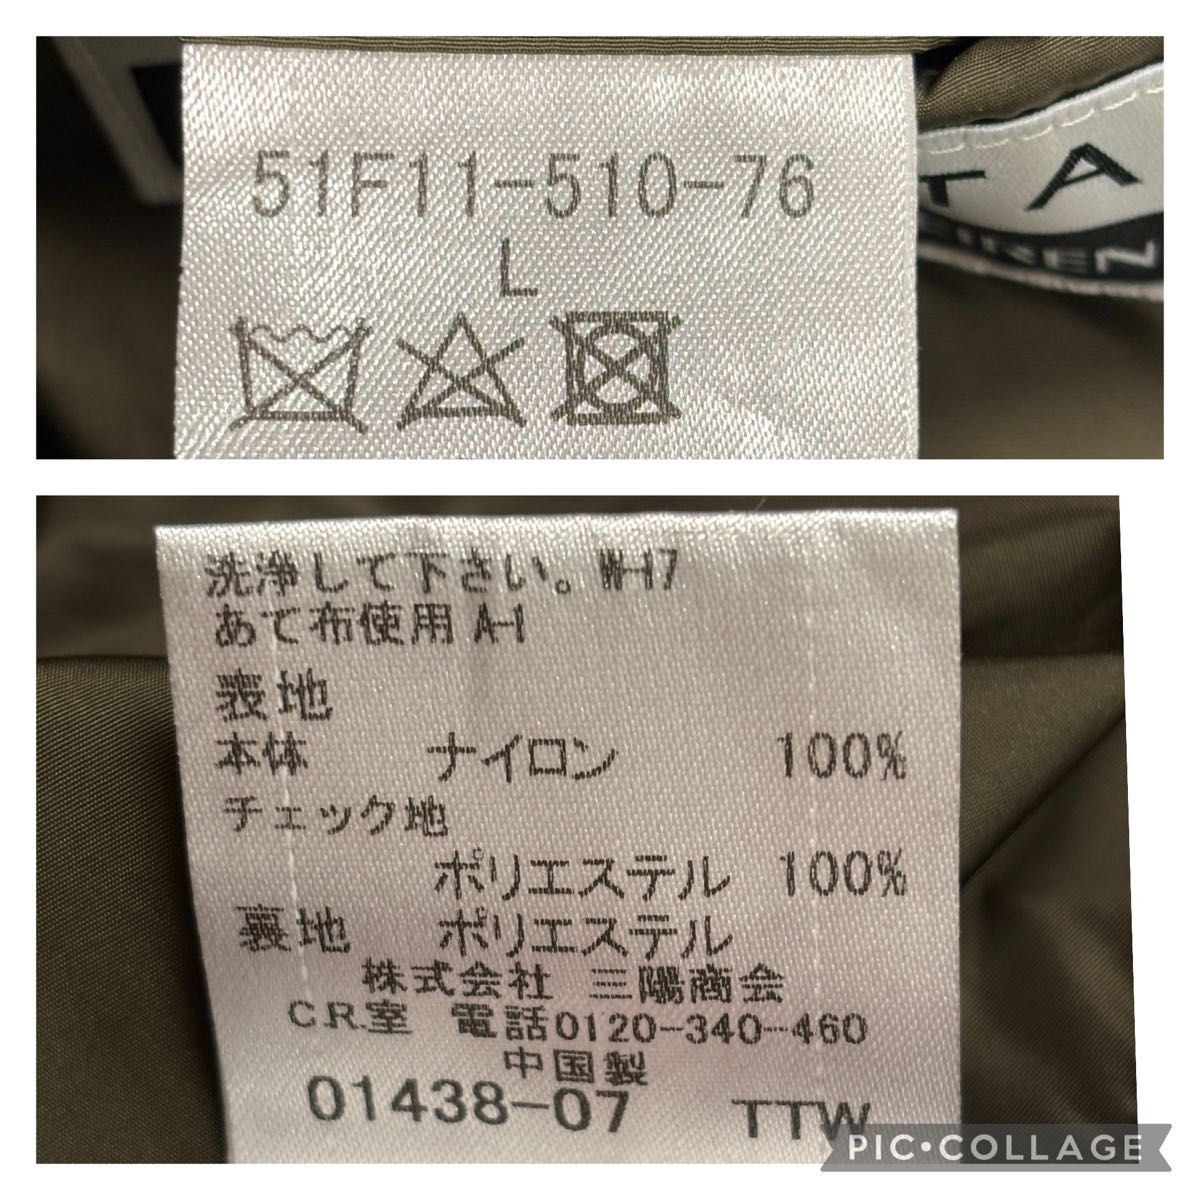 51F11-510-76
L
TA
EIREN
洗浄して下さい。W-17
あて布使用 A-1
表地
本体 ナイロン 100%
チェック地
ポリエステル 100%
裏地 ポリエステル
株式会社 三陽商会
C.R.室 電話0120-340-460
中国製
01438-07 TTW
PIC•COLLAGE